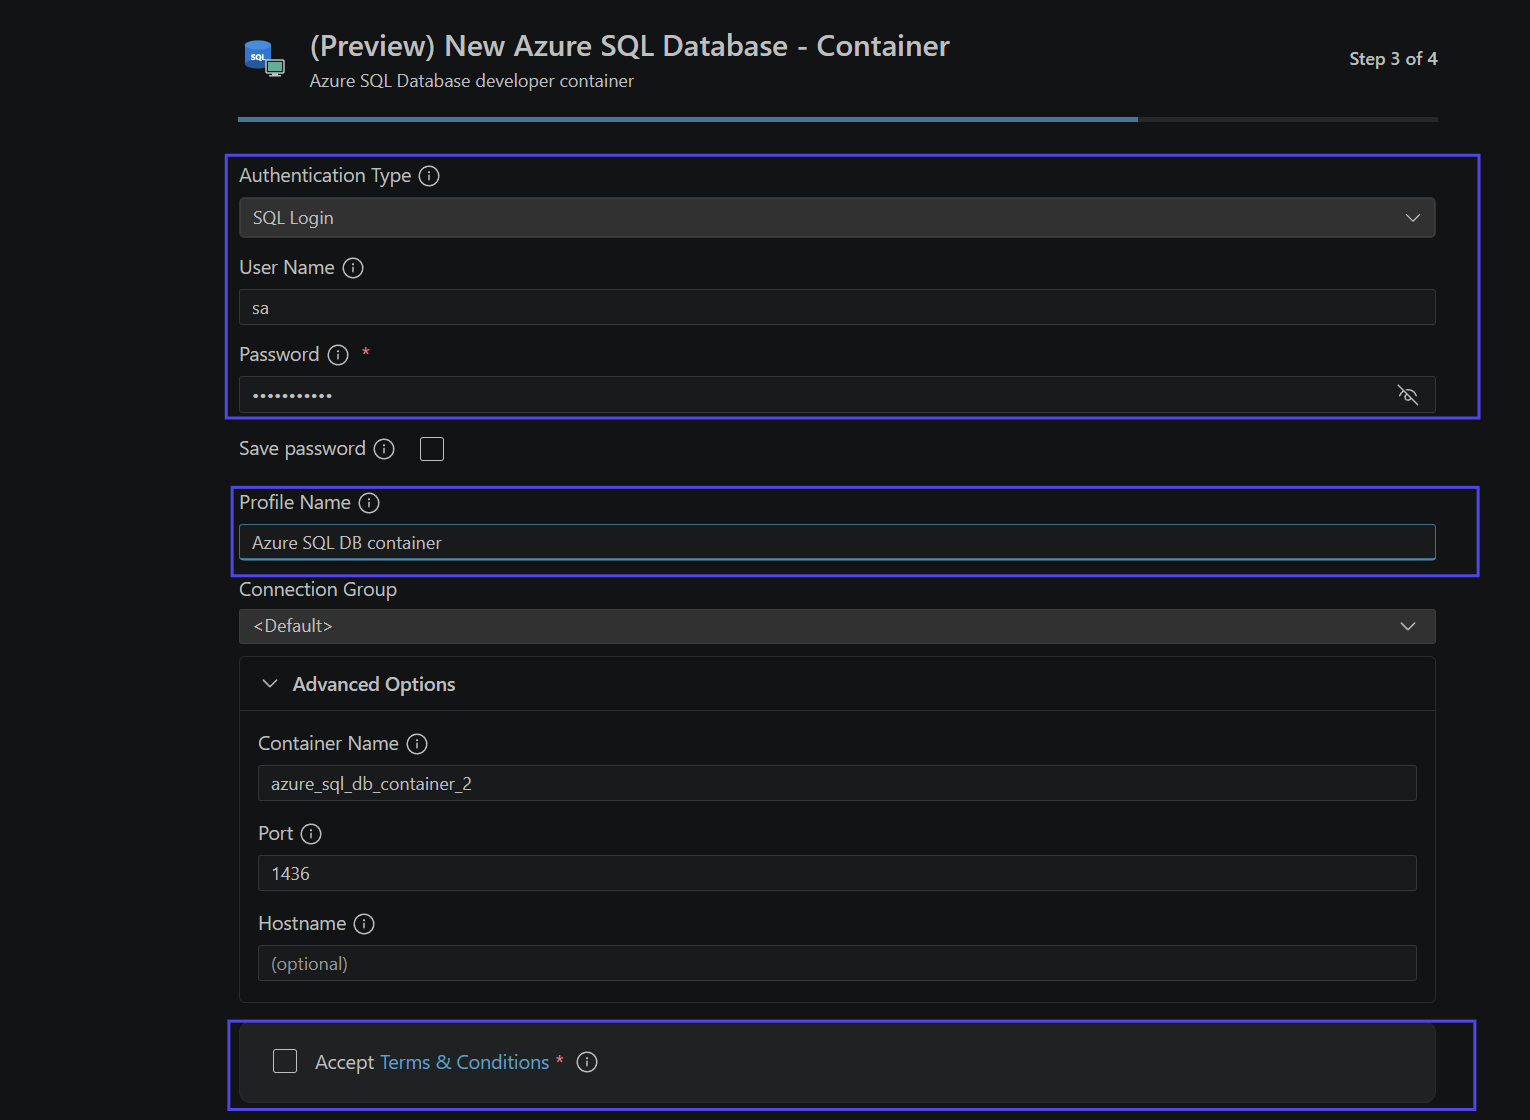 SQL
(Preview) New Azure SQL Database - Container
Azure SQL Database developer container
Step 3 of 4
Authentication Type
SQL Login
User Name
sa
Password *
•••••••••••
Save password
Profile Name
Azure SQL DB container
Connection Group
<Default>
Advanced Options
Container Name
azure_sql_db_container_2
Port
1436
Hostname
(optional)
Accept Terms & Conditions *